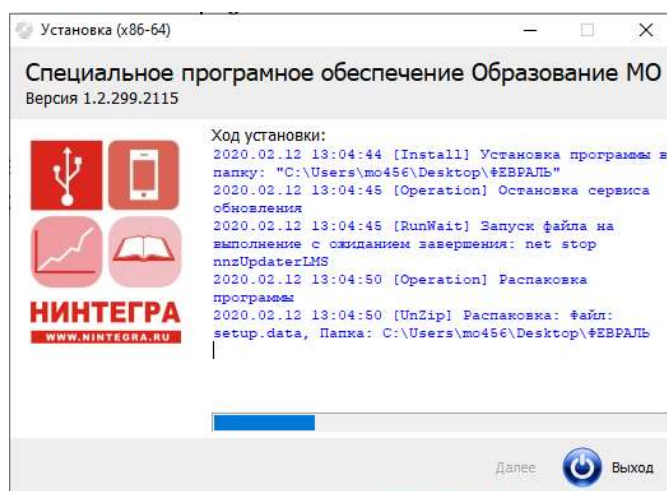 Установка (x86-64)
Специальное програмное обеспечение Образование МО
Версия 1.2.299.2115
Ход установки:
2020.02.12 13:04:44 [Install] Установка программы в
папку: "C:\Users\mo456\Desktop\ФЕВРАЛЬ"
2020.02.12 13:04:45 [Operation] Остановка сервиса
обновления
2020.02.12 13:04:45 [RunWait] Запуск файла на
выполнение с ожиданием завершения: net stop
nnzUpdaterLMS
2020.02.12 13:04:50 [Operation] Распаковка
программы
2020.02.12 13:04:50 [UnZip] Распаковка: Файл:
setup.data, Папка: C:\Users\mo456\Desktop\ФЕВРАЛЬ
НИНТЕГРА
WWW.NINTEGRA.RU
Далее
Выход